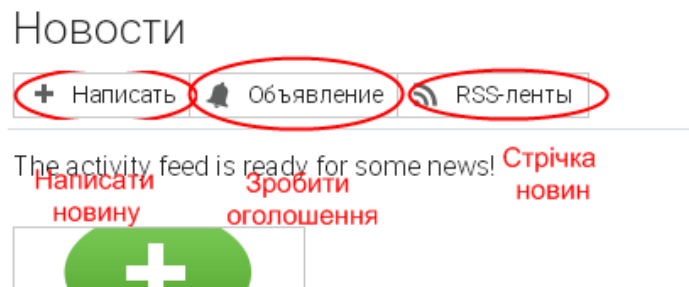 Новости
Написать Объявление RSS-ленты
The activity feed is ready for some news!
Написати новину
Зробити оголошення
Стрічка новин